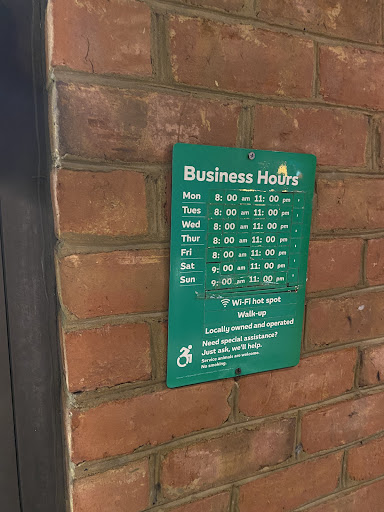 Business Hours
Mon 8: 00 am 11: 00 pm
Tues 8: 00 am 11: 00 pm
Wed 8: 00 am 11: 00 pm
Thur 8: 00 am 11: 00 pm
Fri 8: 00 am 11: 00 pm
Sat 9: 00 am 11: 00 pm
Sun 9: 00 am 11: 00 pm
Wi-Fi hot spot
Walk-up
Locally owned and operated
Need special assistance?
Just ask, we'll help.
Service animals are welcome.
No smoking.